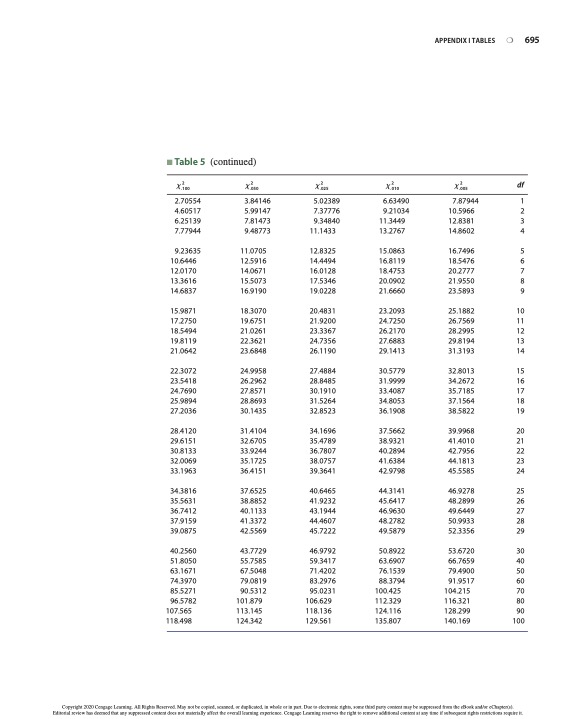 APPENDIX I TABLES ❍ 695
■ Table 5 (continued)
χ².₁₀₀ χ².₀₅₀ χ².₀₂₅ χ².₀₁₀ χ².₀₀₅ df
2.70554 3.84146 5.02389 6.63490 7.87944 1
4.60517 5.99147 7.37776 9.21034 10.5966 2
6.25139 7.81473 9.34840 11.3449 12.8381 3
7.77944 9.48773 11.1433 13.2767 14.8602 4
9.23635 11.0705 12.8325 15.0863 16.7496 5
10.6446 12.5916 14.4494 16.8119 18.5476 6
12.0170 14.0671 16.0128 18.4753 20.2777 7
13.3616 15.5073 17.5346 20.0902 21.9550 8
14.6837 16.9190 19.0228 21.6660 23.5893 9
15.9871 18.3070 20.4831 23.2093 25.1882 10
17.2750 19.6751 21.9200 24.7250 26.7569 11
18.5494 21.0261 23.3367 26.2170 28.2995 12
19.8119 22.3621 24.7356 27.6883 29.8194 13
21.0642 23.6848 26.1190 29.1413 31.3193 14
22.3072 24.9958 27.4884 30.5779 32.8013 15
23.5418 26.2962 28.8485 31.9999 34.2672 16
24.7690 27.8571 30.1910 33.4087 35.7185 17
25.9894 28.8693 31.5264 34.8053 37.1564 18
27.2036 30.1435 32.8523 36.1908 38.5822 19
28.4120 31.4104 34.1696 37.5662 39.9968 20
29.6151 32.6705 35.4789 38.9321 41.4010 21
30.8133 33.9244 36.7807 40.2894 42.7956 22
32.0069 35.1725 38.0757 41.6384 44.1813 23
33.1963 36.4151 39.3641 42.9798 45.5585 24
34.3816 37.6525 40.6465 44.3141 46.9278 25
35.5631 38.8852 41.9232 45.6417 48.2899 26
36.7412 40.1133 43.1944 46.9630 49.6449 27
37.9159 41.3372 44.4607 48.2782 50.9933 28
39.0875 42.5569 45.7222 49.5879 52.3356 29
40.2560 43.7729 46.9792 50.8922 53.6720 30
51.8050 55.7585 59.3417 63.6907 66.7659 40
63.1671 67.5048 71.4202 76.1539 79.4900 50
74.3970 79.0819 83.2976 88.3794 91.9517 60
85.5271 90.5312 95.0231 100.425 104.215 70
96.5782 101.879 106.629 112.329 116.321 80
107.565 113.145 118.136 124.116 128.299 90
118.498 124.342 129.561 135.807 140.169 100
Copyright 2020 Cengage Learning. All Rights Reserved. May not be copied, scanned, or duplicated, in whole or in part. Due to electronic rights, some third party content may be suppressed from the eBook and/or eChapter(s).
Editorial review has deemed that any suppressed content does not materially affect the overall learning experience. Cengage Learning reserves the right to remove additional content at any time if subsequent rights restrictions require it.